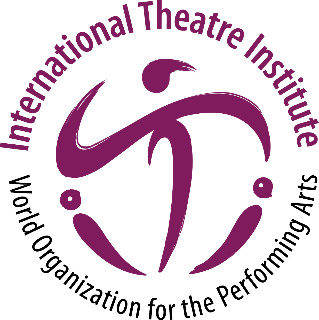 International Theatre Institute
World Organization for the Performing Arts